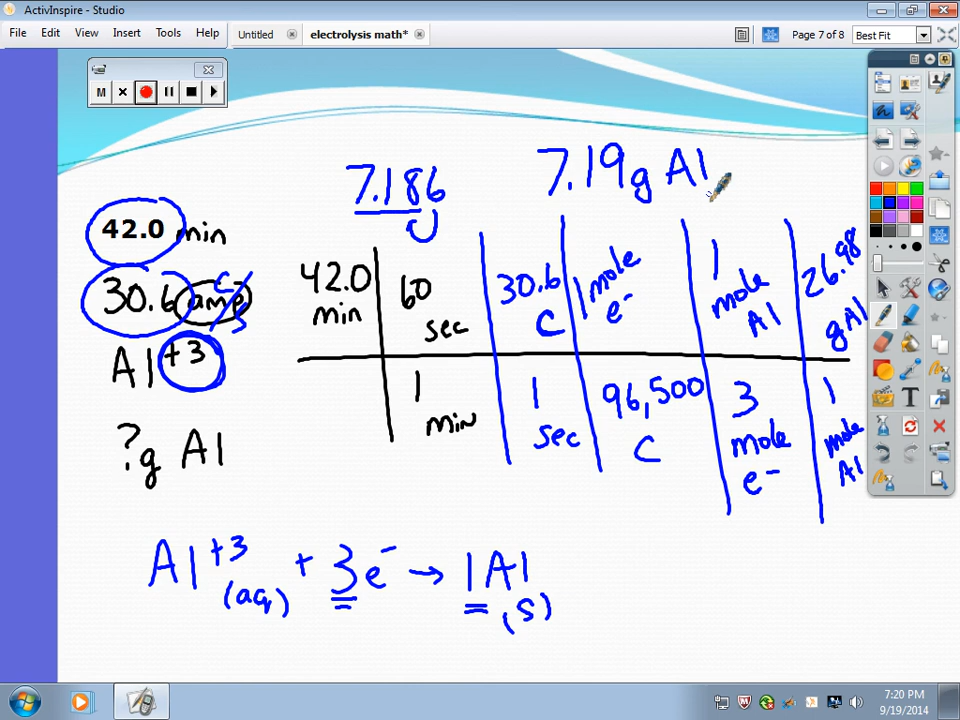 ActivInspire - Studio
File Edit View Insert Tools Help
Untitled
electrolysis math*
Page 7 of 8
Best Fit
M
7.186
7.19g Al
42.0 min
30.6 amp C/s
Al+3
?g Al
42.0 min
60 sec
30.6 C
1 mole e-
1 mole Al
26.98 g Al
1 min
1 sec
96,500 C
3 mole e-
1 mole Al
Al+3 (aq) + 3e- → 1Al (s)
T
7:20 PM
9/19/2014